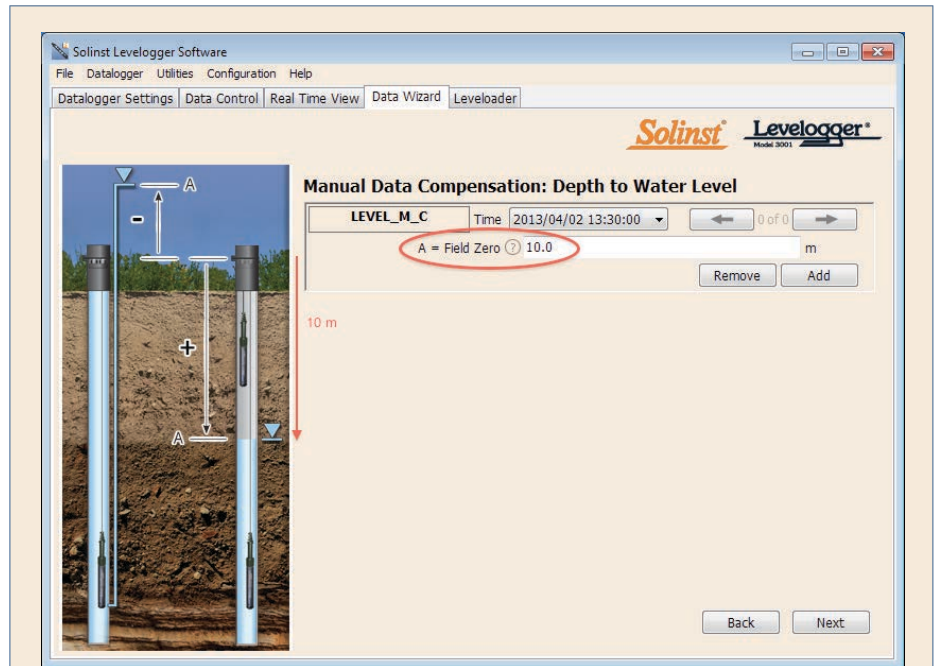 Solinst Levelogger Software
File Datalogger Utilities Configuration Help
Datalogger Settings Data Control Real Time View Data Wizard Leveloader
Solinst® Levelogger®
Model 3001
Manual Data Compensation: Depth to Water Level
LEVEL_M_C Time 2013/04/02 13:30:00 0 of 0
A = Field Zero ? 10.0 m
Remove Add
A
-
10 m
+
A
Back Next